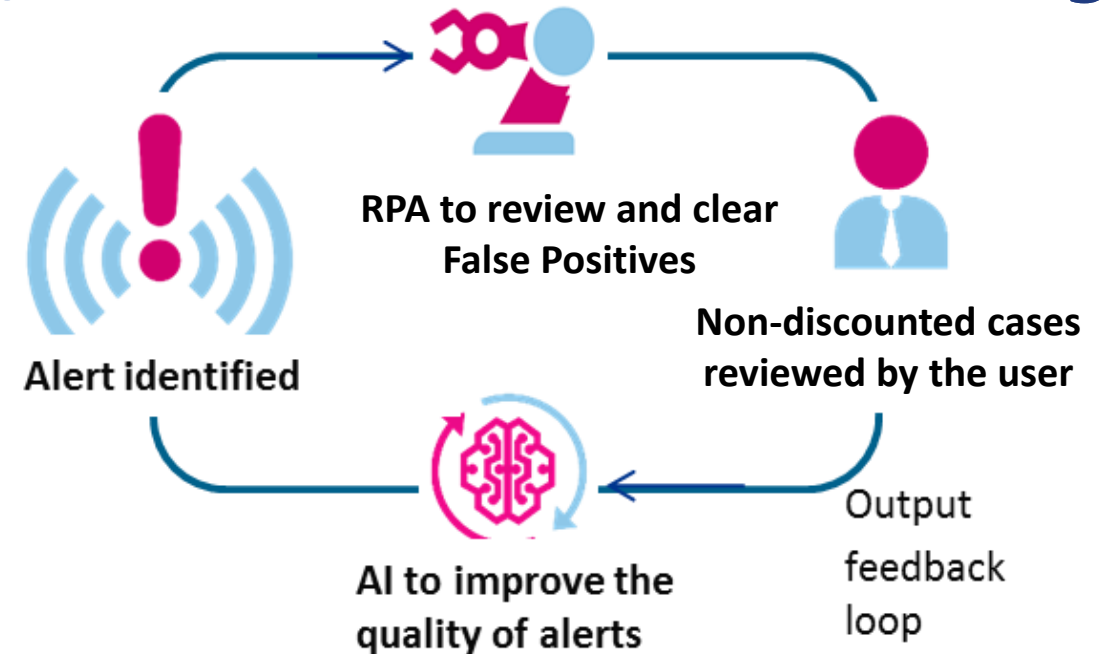 RPA to review and clear
False Positives
Non-discounted cases
reviewed by the user
Alert identified
Output
feedback
loop
AI to improve the
quality of alerts